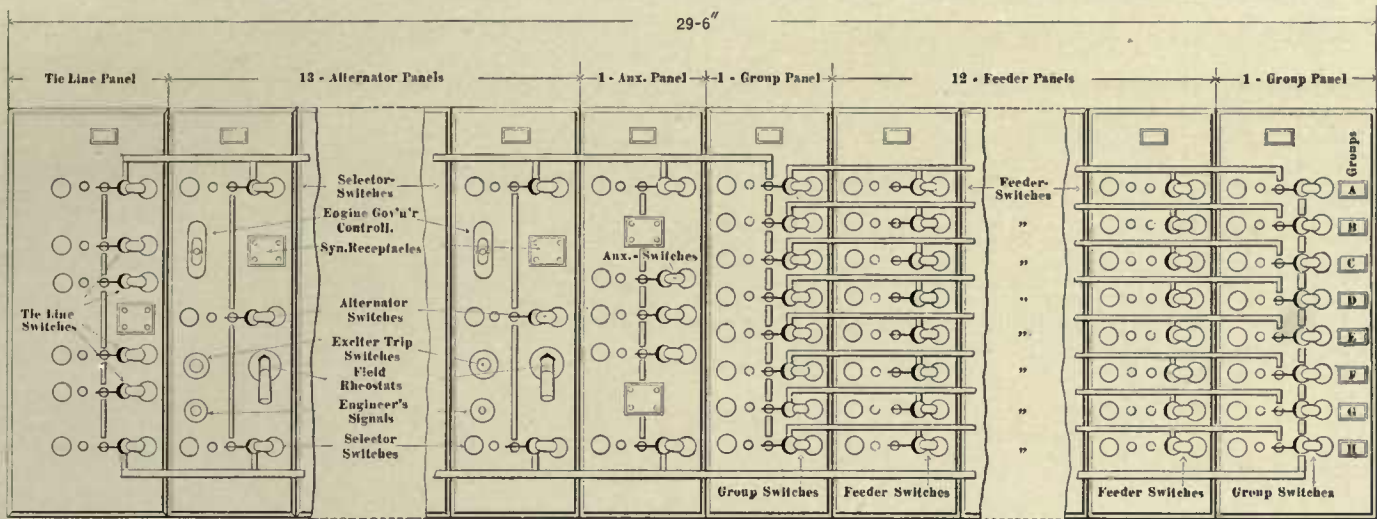 29-6"
Tie Line Panel
13 - Alternator Panels
1 - Aux. Panel
1 - Group Panel
12 - Feeder Panels
1 - Group Panel
Groups
Selector-
Switches
Engine Gov'n'r
Controll.
Syn. Receptacles
Aux.- Switches
Alternator
Switches
Exciter Trip
Switches
Field
Rheostats
Engineer's
Signals
Selector
Switches
Tie Line
Switches
Feeder-
Switches
"
"
"
"
"
"
"
A
B
C
D
E
F
G
H
Group Switches
Feeder Switches
Feeder Switches
Group Switches